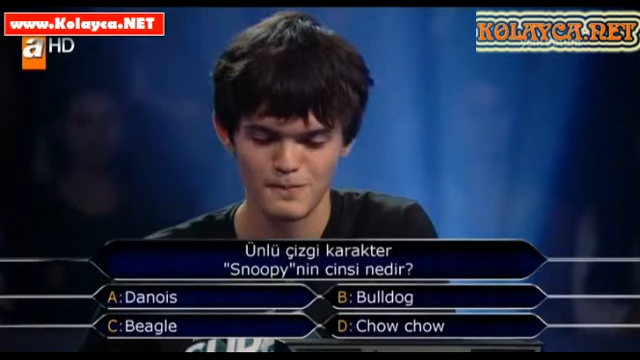 www.Kolayca.NET
KOLAYCA.NET
a HD
Ünlü çizgi karakter
"Snoopy"nin cinsi nedir?
A: Danois
B: Bulldog
C: Beagle
D: Chow chow